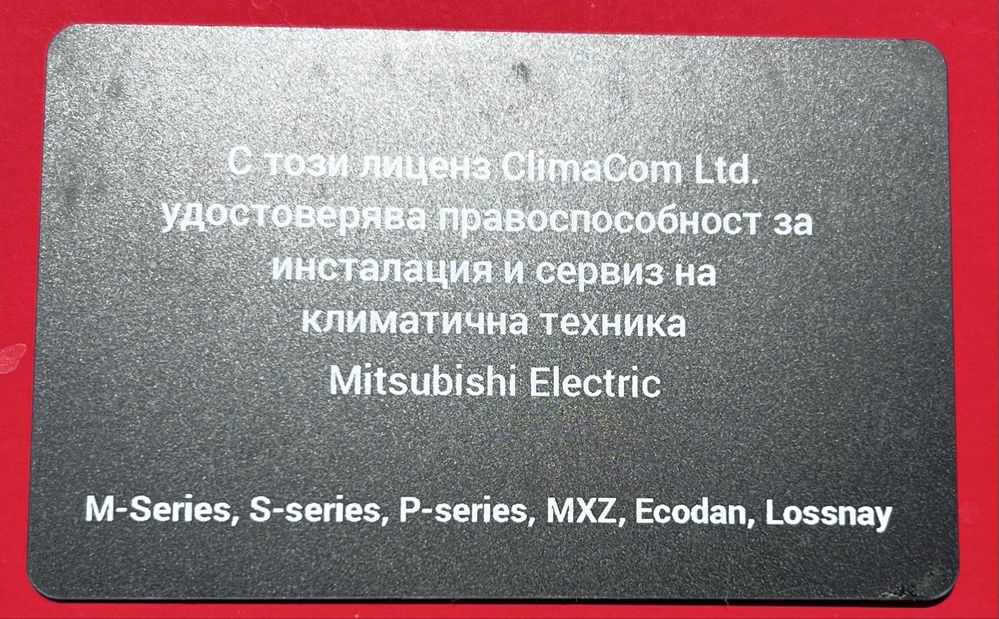 С този лиценз ClimaCom Ltd.
удостоверява правоспособност за
инсталация и сервиз на
климатична техника
Mitsubishi Electric
M-Series, S-series, P-series, MXZ, Ecodan, Lossnay